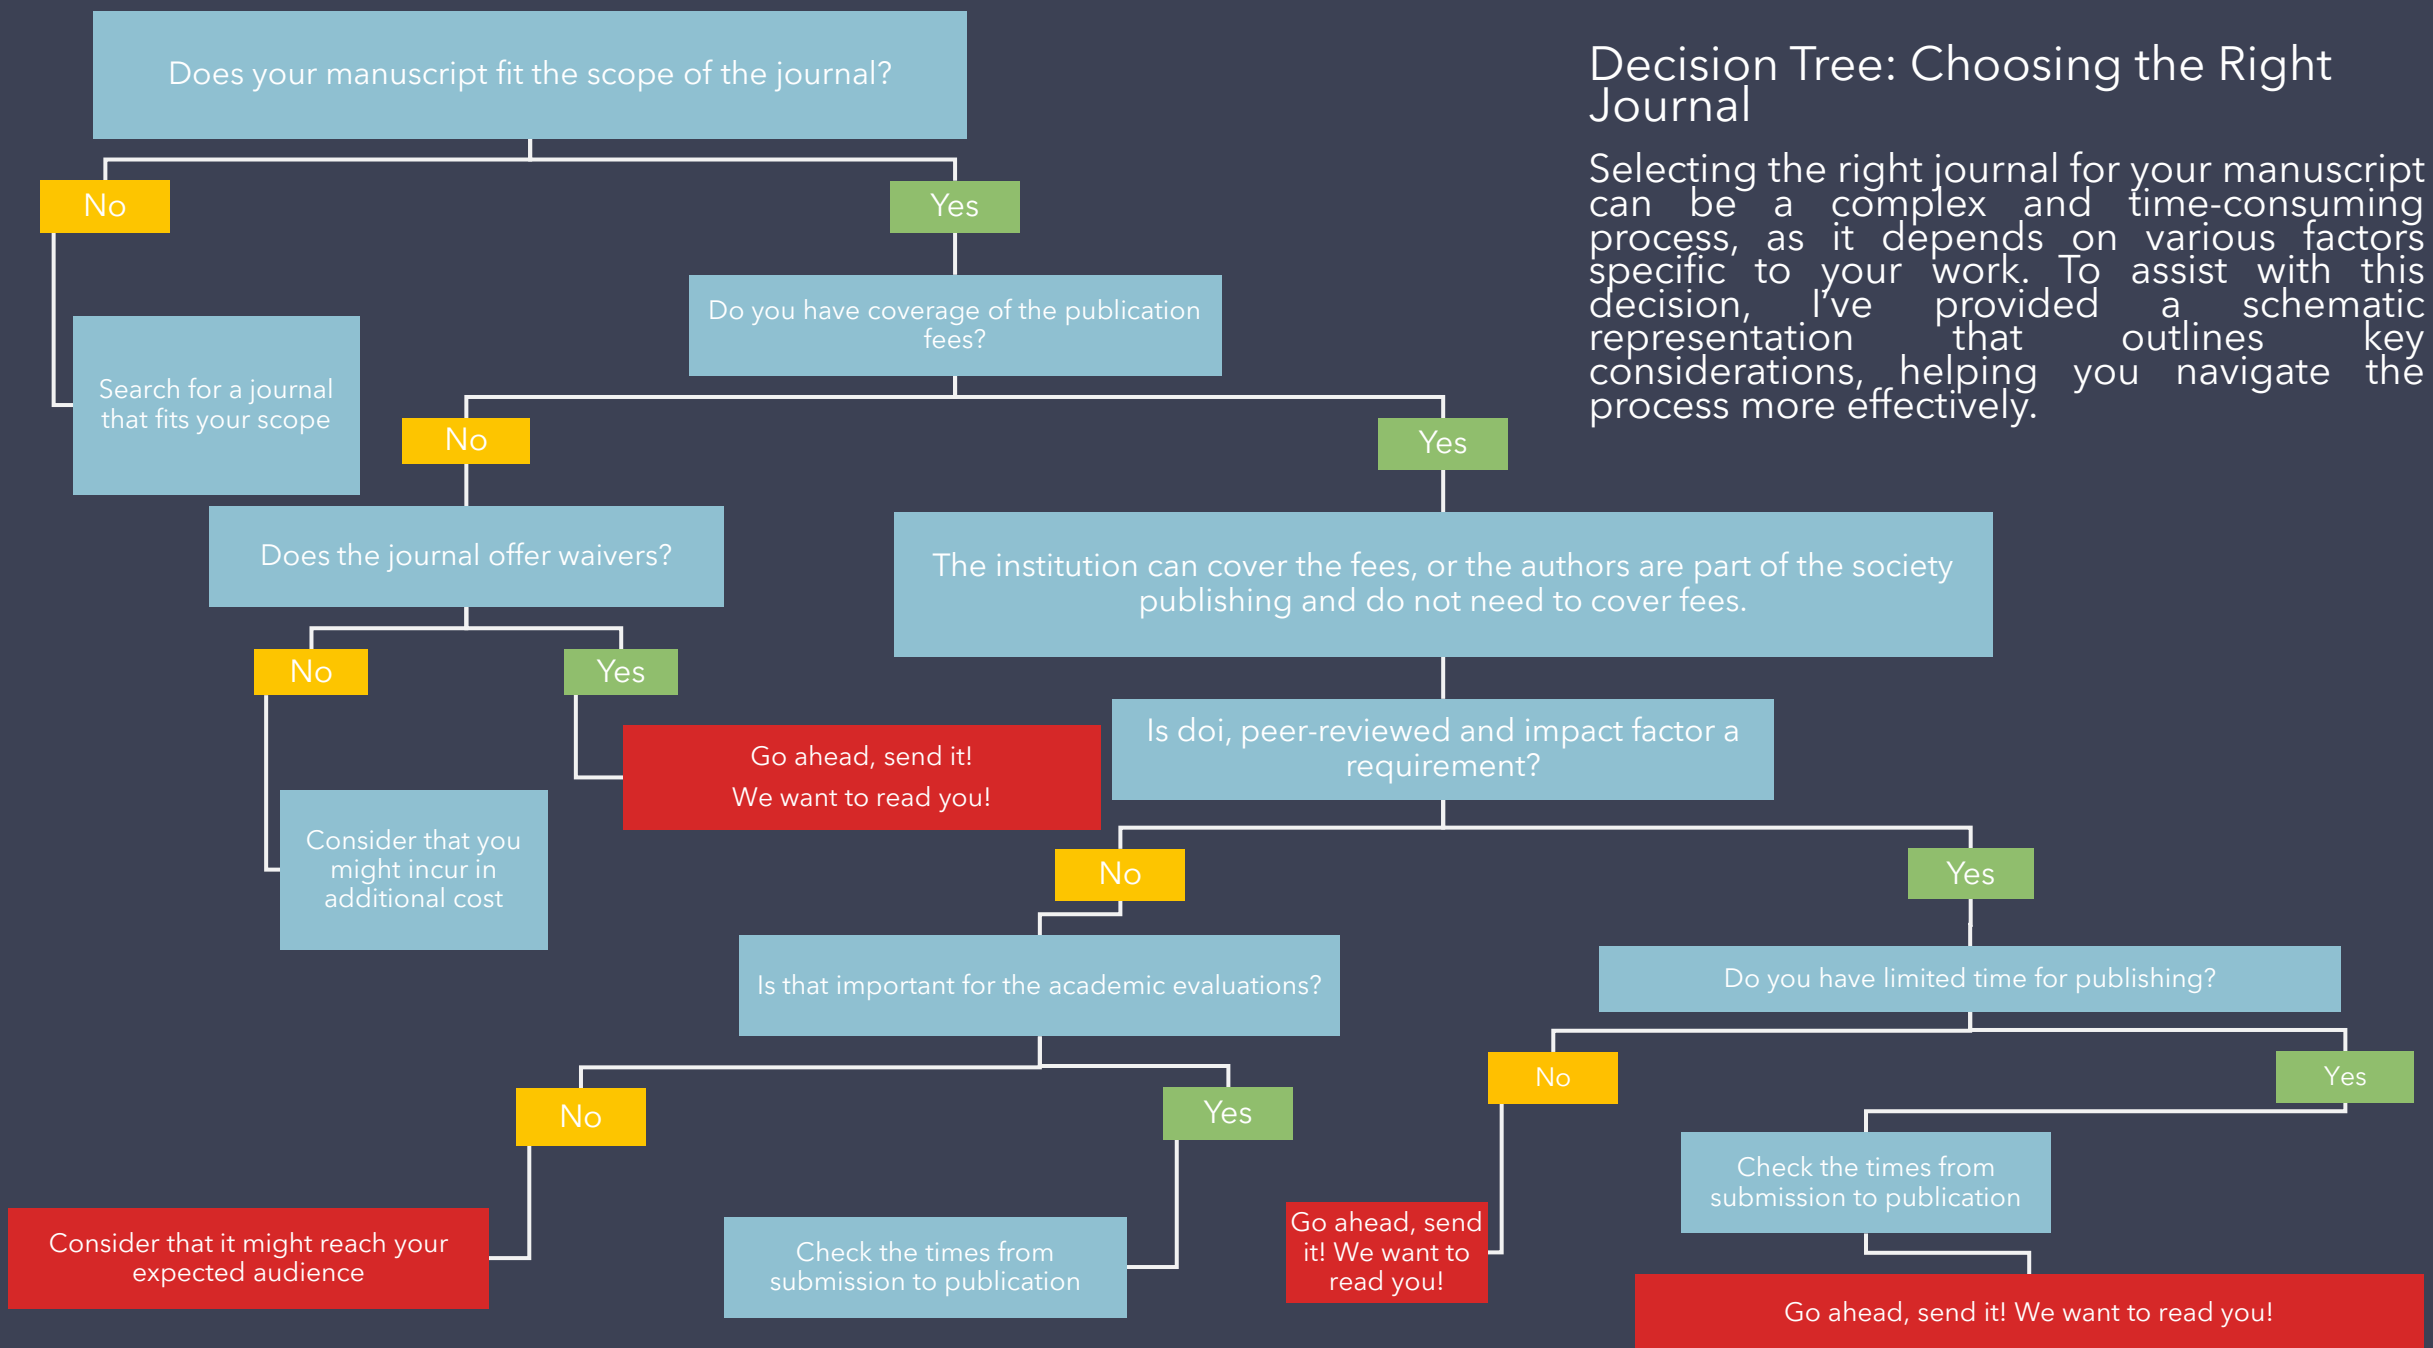 Does your manuscript fit the scope of the journal?
Decision Tree: Choosing the Right
Journal
Selecting the right journal for your manuscript
can be a complex and time-consuming
process, as it depends on various factors
specific to your work. To assist with this
decision, I've provided a schematic
representation that outlines key
considerations, helping you navigate the
process more effectively.
No
Yes
Search for a journal
that fits your scope
Do you have coverage of the publication
fees?
No
Yes
Does the journal offer waivers?
The institution can cover the fees, or the authors are part of the society
publishing and do not need to cover fees.
No
Yes
Consider that you
might incur in
additional cost
Go ahead, send it!
We want to read you!
Is doi, peer-reviewed and impact factor a
requirement?
No
Yes
Is that important for the academic evaluations?
Do you have limited time for publishing?
No
Yes
No
Yes
Consider that it might reach your
expected audience
Check the times from
submission to publication
Go ahead, send
it! We want to
read you!
Check the times from
submission to publication
Go ahead, send it! We want to read you!